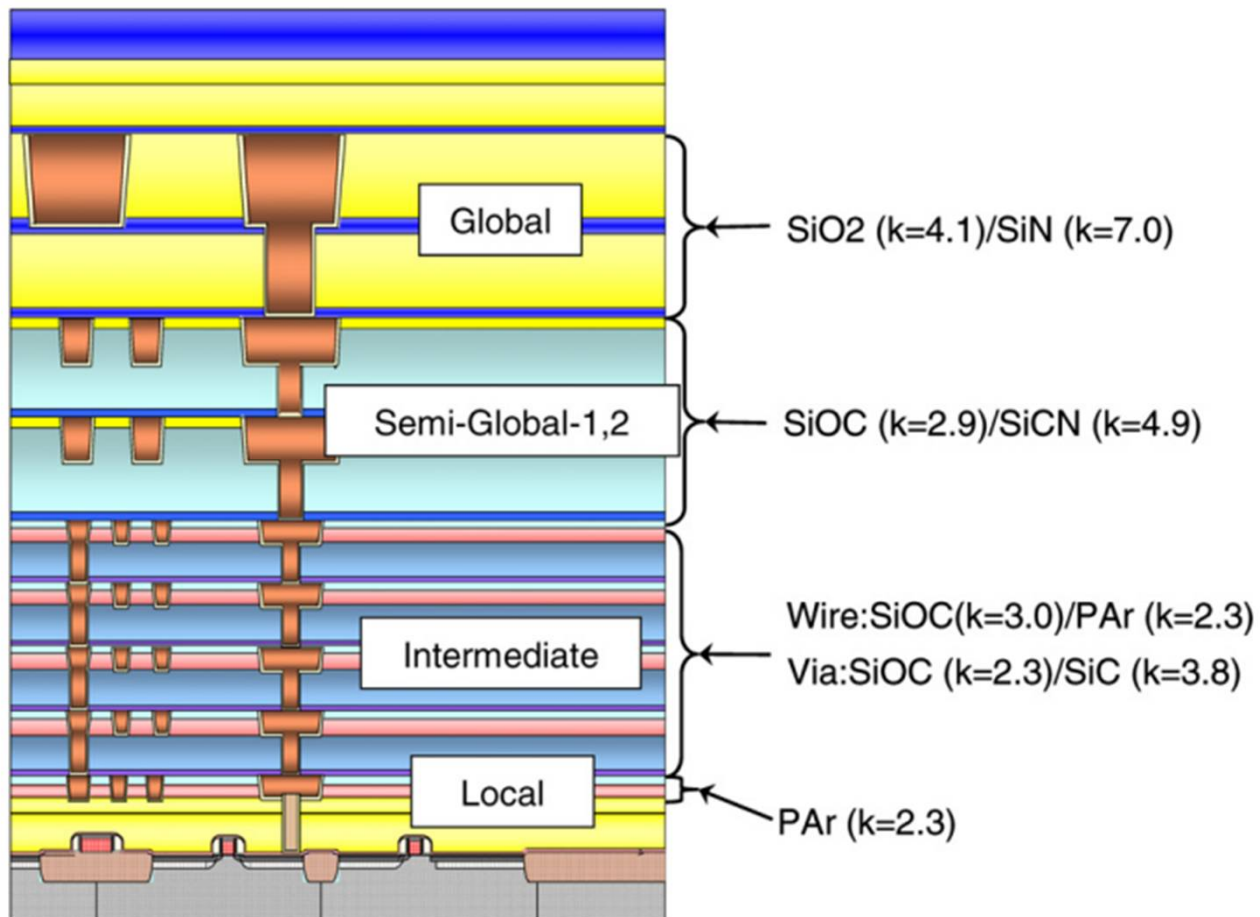 Global
SiO2 (k=4.1)/SiN (k=7.0)
Semi-Global-1,2
SiOC (k=2.9)/SiCN (k=4.9)
Intermediate
Wire:SiOC(k=3.0)/PAr (k=2.3)
Via:SiOC (k=2.3)/SiC (k=3.8)
Local
PAr (k=2.3)